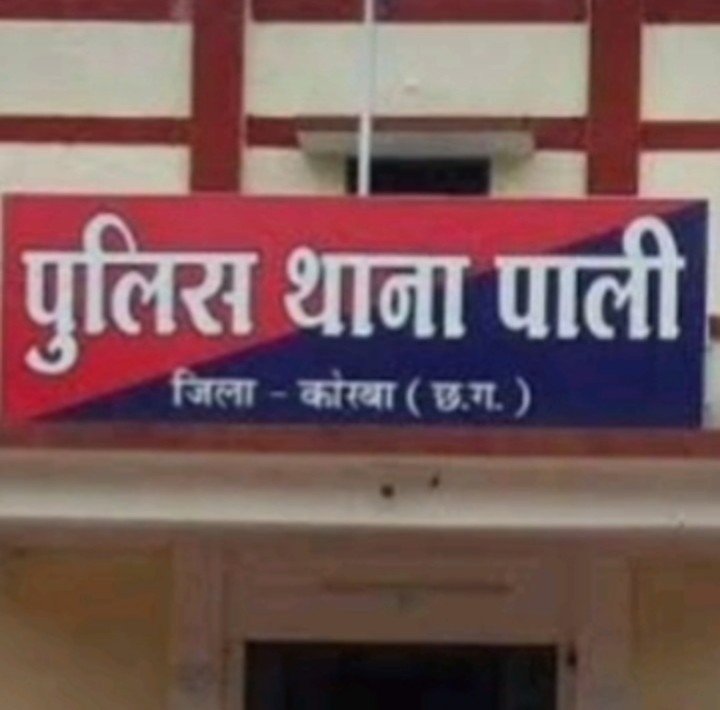 पुलिस थाना पाली
जिला - कोरबा ( छ.ग. )